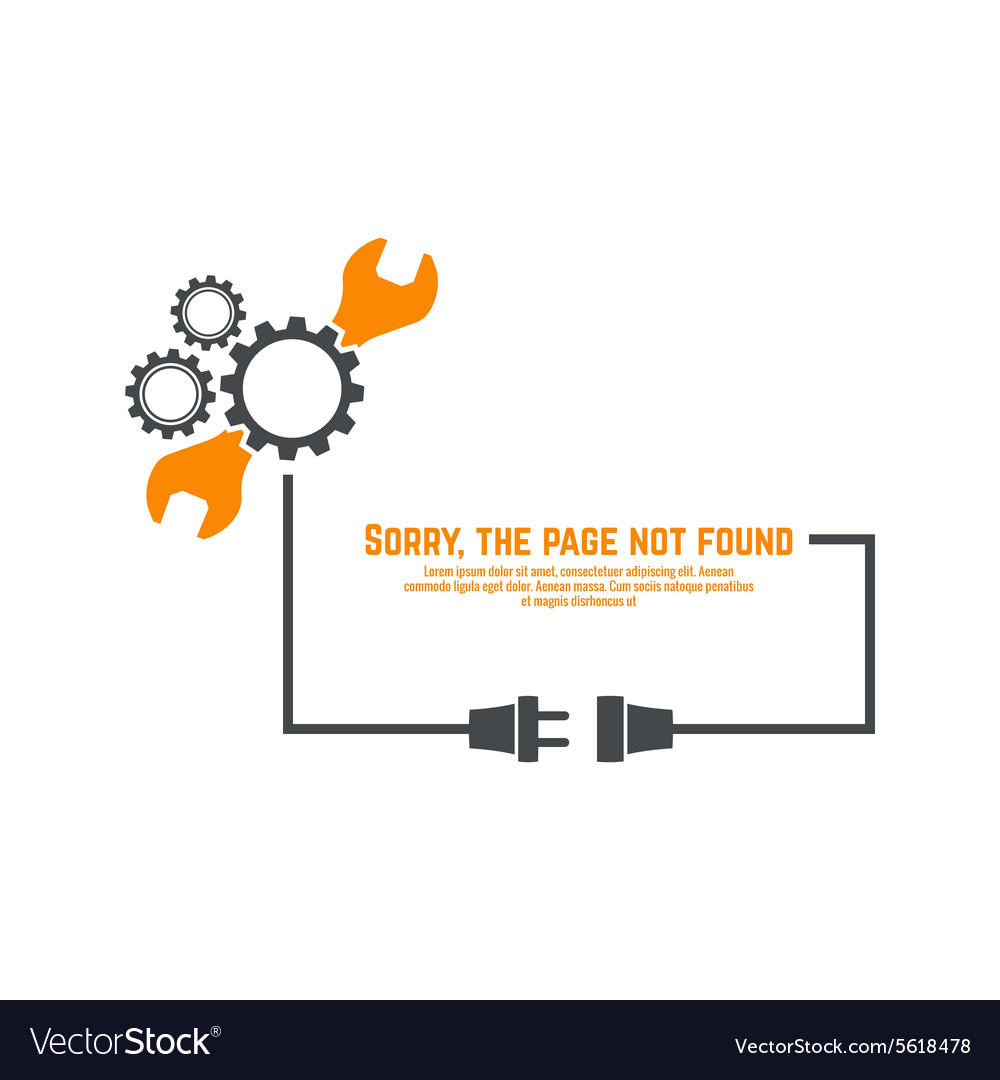 Sorry, the page not found
Lorem ipsum dolor sit amet, consectetuer adipiscing elit. Aenean
commodo ligula eget dolor. Aenean massa. Cum sociis natoque penatibus
et magnis disrhoncus ut
VectorStock®
VectorStock.com/5618478